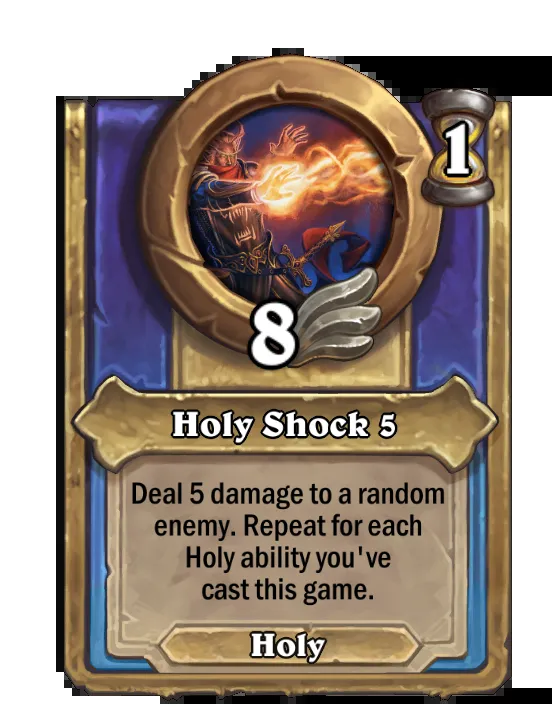 1
8
Holy Shock 5
Deal 5 damage to a random
enemy. Repeat for each
Holy ability you've
cast this game.
Holy